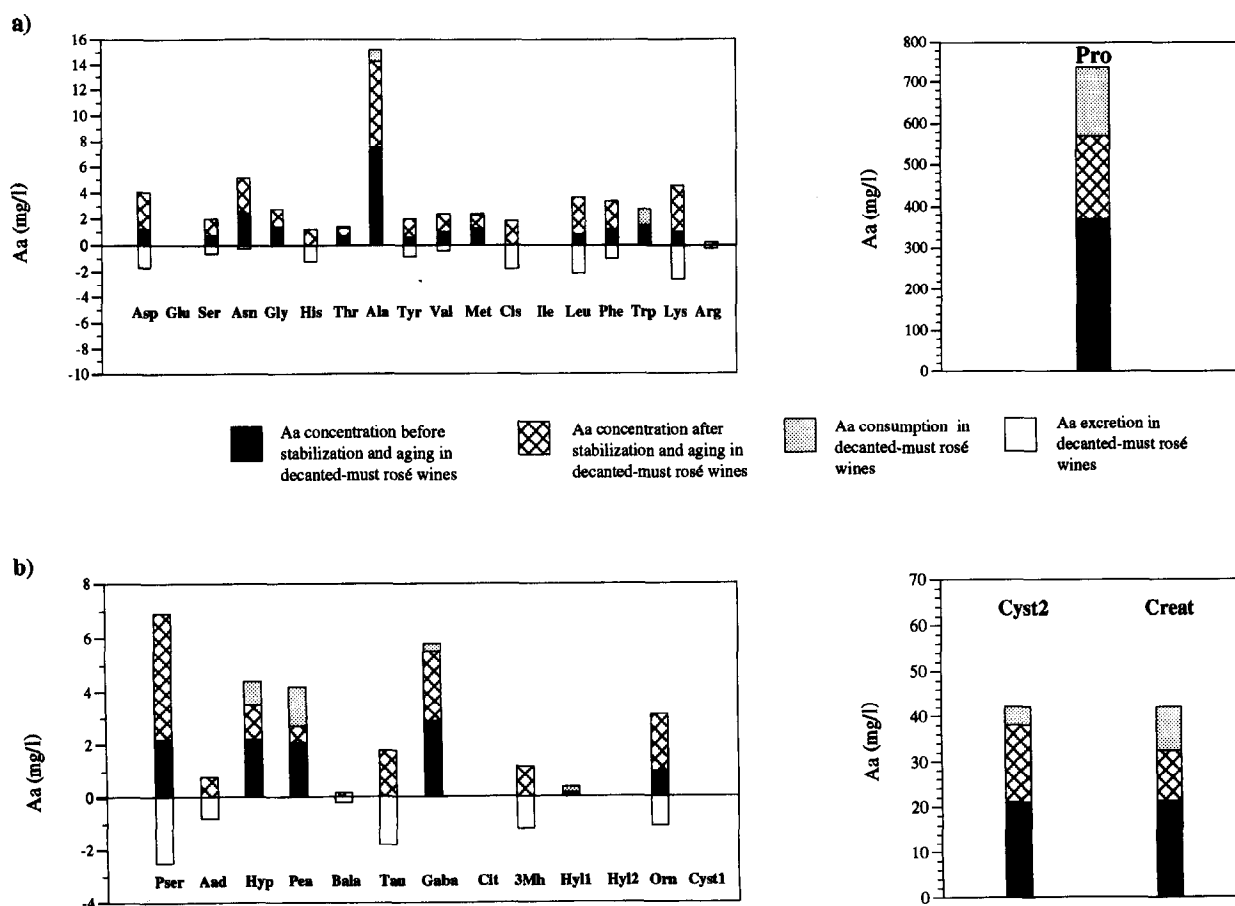 a)
16
14
12
10
8
6
4
2
0
-2
-4
-6
-8
-10
Aa (mg/l)
Asp Glu Ser Asn Gly His Thr Ala Tyr Val Met Cis Ile Leu Phe Trp Lys Arg
800
700
600
500
400
300
200
100
0
Aa (mg/l)
Pro
Aa concentration before
stabilization and aging in
decanted-must rosé wines
Aa concentration after
stabilization and aging in
decanted-must rosé wines
Aa consumption in
decanted-must rosé
wines
Aa excretion in
decanted-must rosé
wines
b)
8
6
4
2
0
-2
-4
Aa (mg/l)
Pser Aad Hyp Pea Bala Tau Gaba Cit 3Mh Hyl1 Hyl2 Orn Cyst1
70
60
50
40
30
20
10
0
Aa (mg/l)
Cyst2 Creat